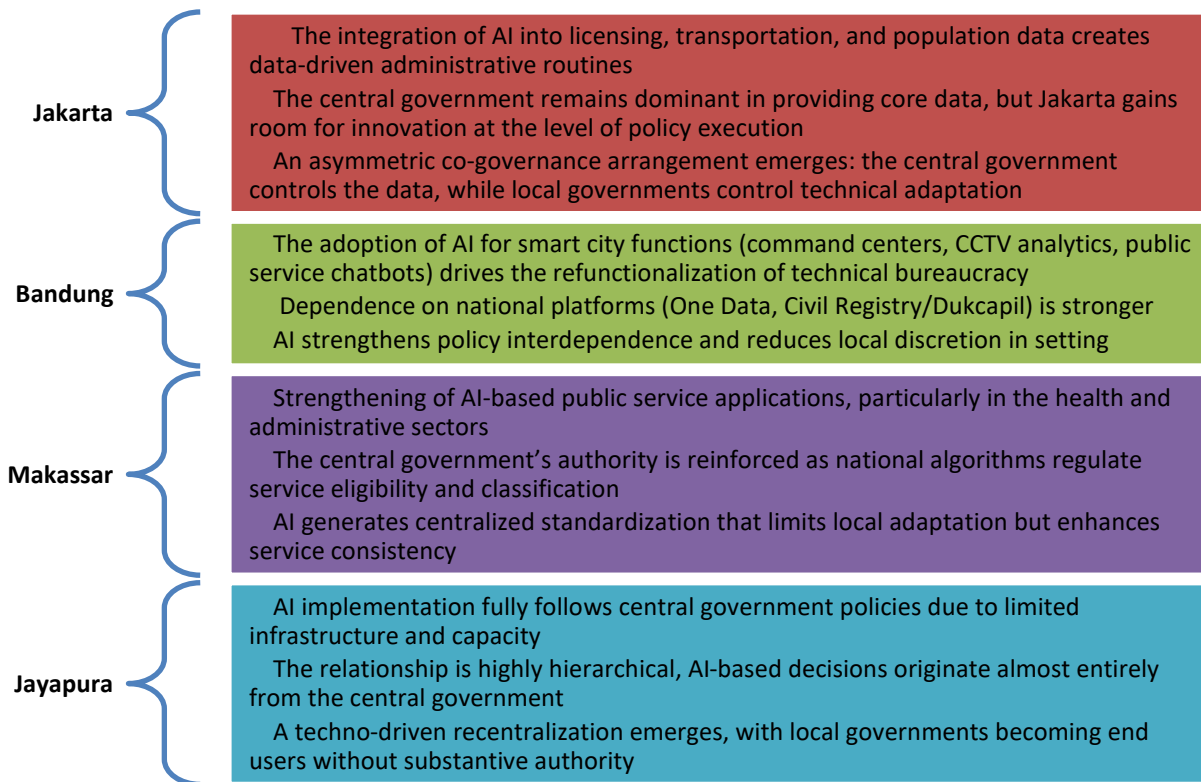 Jakarta
The integration of AI into licensing, transportation, and population data creates
data-driven administrative routines
The central government remains dominant in providing core data, but Jakarta gains
room for innovation at the level of policy execution
An asymmetric co-governance arrangement emerges: the central government
controls the data, while local governments control technical adaptation
Bandung
The adoption of AI for smart city functions (command centers, CCTV analytics, public
service chatbots) drives the refunctionalization of technical bureaucracy
Dependence on national platforms (One Data, Civil Registry/Dukcapil) is stronger
AI strengthens policy interdependence and reduces local discretion in setting
Makassar
Strengthening of AI-based public service applications, particularly in the health and
administrative sectors
The central government’s authority is reinforced as national algorithms regulate
service eligibility and classification
AI generates centralized standardization that limits local adaptation but enhances
service consistency
Jayapura
AI implementation fully follows central government policies due to limited
infrastructure and capacity
The relationship is highly hierarchical, AI-based decisions originate almost entirely
from the central government
A techno-driven recentralization emerges, with local governments becoming end
users without substantive authority